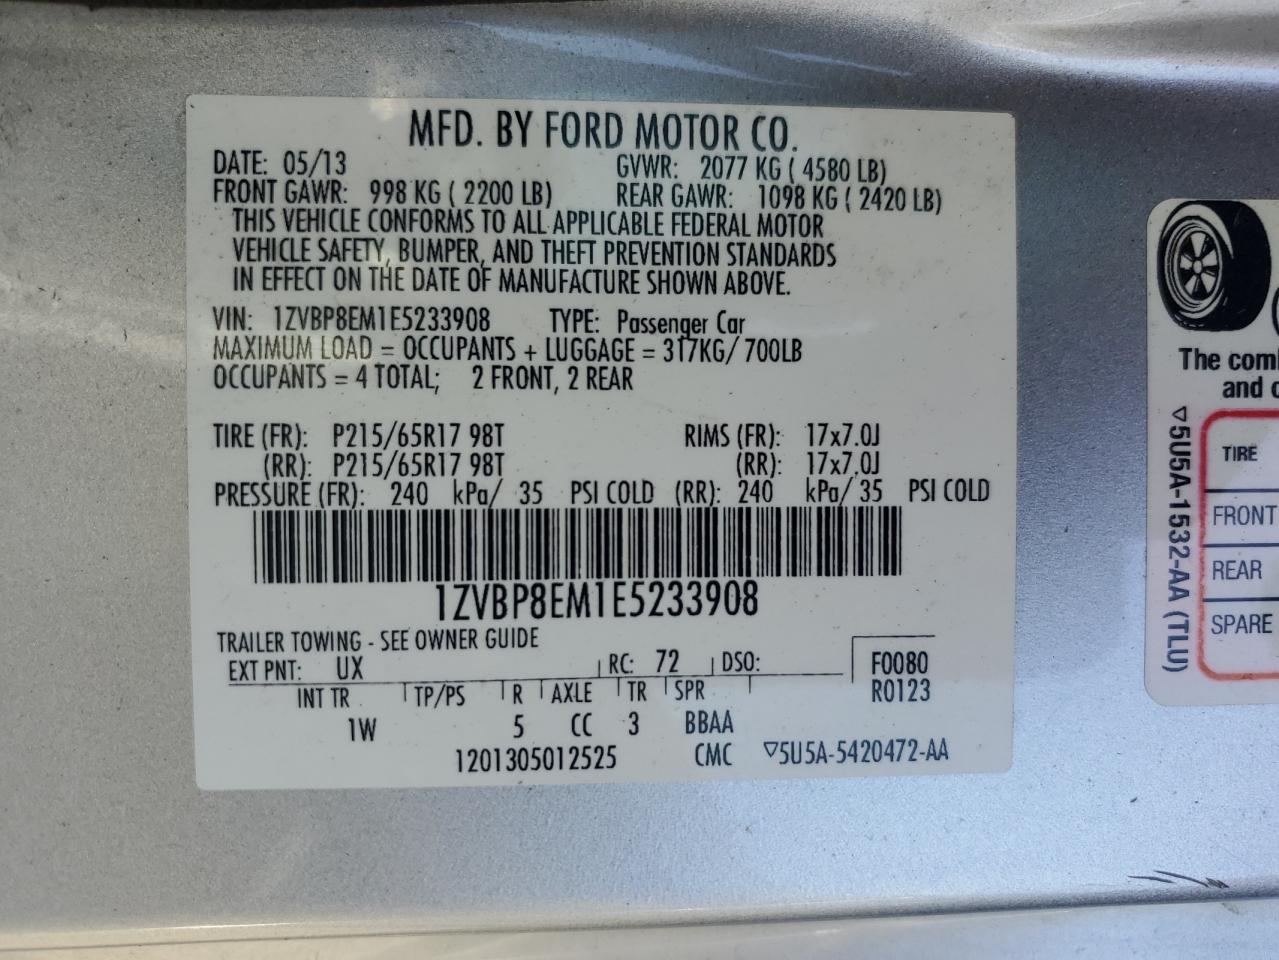 MFD. BY FORD MOTOR CO.
DATE: 05/13 GVWR: 2077 KG ( 4580 LB)
FRONT GAWR: 998 KG ( 2200 LB) REAR GAWR: 1098 KG ( 2420 LB)
THIS VEHICLE CONFORMS TO ALL APPLICABLE FEDERAL MOTOR
VEHICLE SAFETY, BUMPER, AND THEFT PREVENTION STANDARDS
IN EFFECT ON THE DATE OF MANUFACTURE SHOWN ABOVE.
VIN: 1ZVBP8EM1E5233908 TYPE: Passenger Car
MAXIMUM LOAD = OCCUPANTS + LUGGAGE = 317KG/ 700LB
OCCUPANTS = 4 TOTAL; 2 FRONT, 2 REAR
TIRE (FR): P215/65R17 98T RIMS (FR): 17x7.0J
(RR): P215/65R17 98T (RR): 17x7.0J
PRESSURE (FR): 240 kPa/ 35 PSI COLD (RR): 240 kPa/ 35 PSI COLD
1ZVBP8EM1E5233908
TRAILER TOWING - SEE OWNER GUIDE
EXT PNT: UX RC: 72 DSO: F0080
INT TR TP/PS R AXLE TR SPR R0123
1W 5 CC 3 BBAA
1201305012525 CMC ▽5U5A-5420472-AA
The
and
▽5U5A-1532-AA (TLU)
TIRE
FRONT
REAR
SPARE